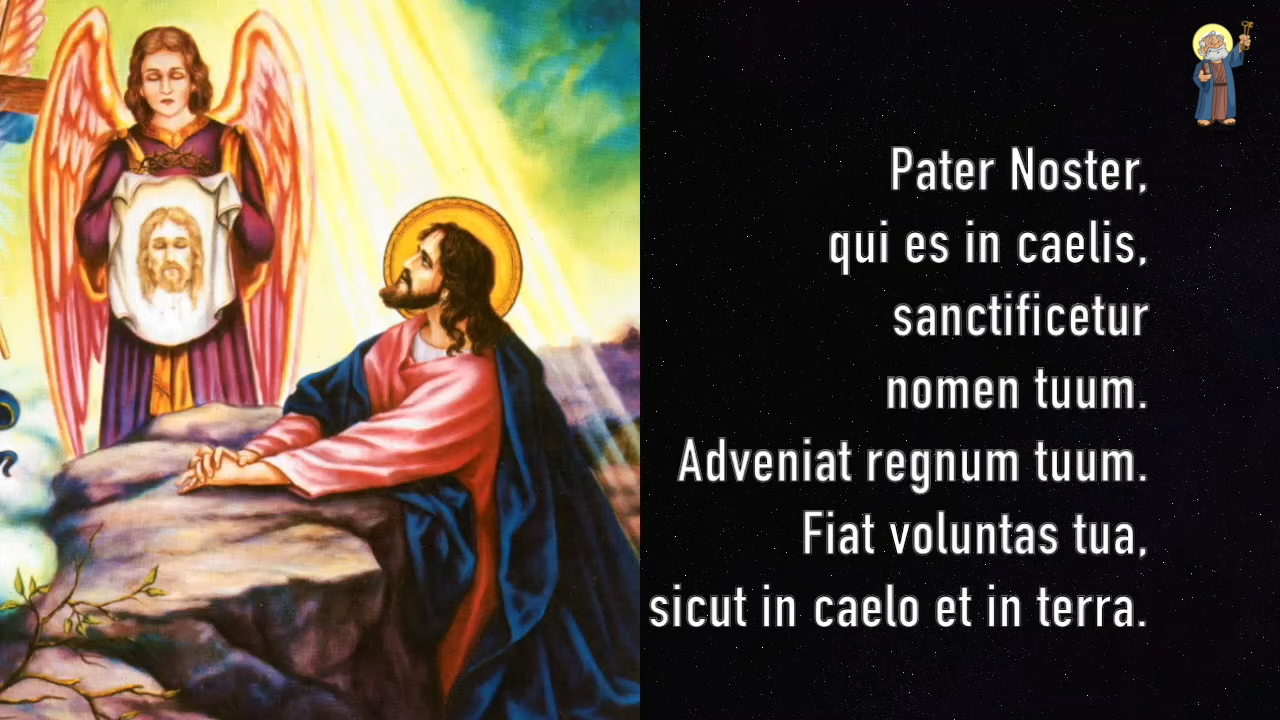 Pater Noster,
qui es in caelis,
sanctificetur
nomen tuum.
Adveniat regnum tuum.
Fiat voluntas tua,
sicut in caelo et in terra.